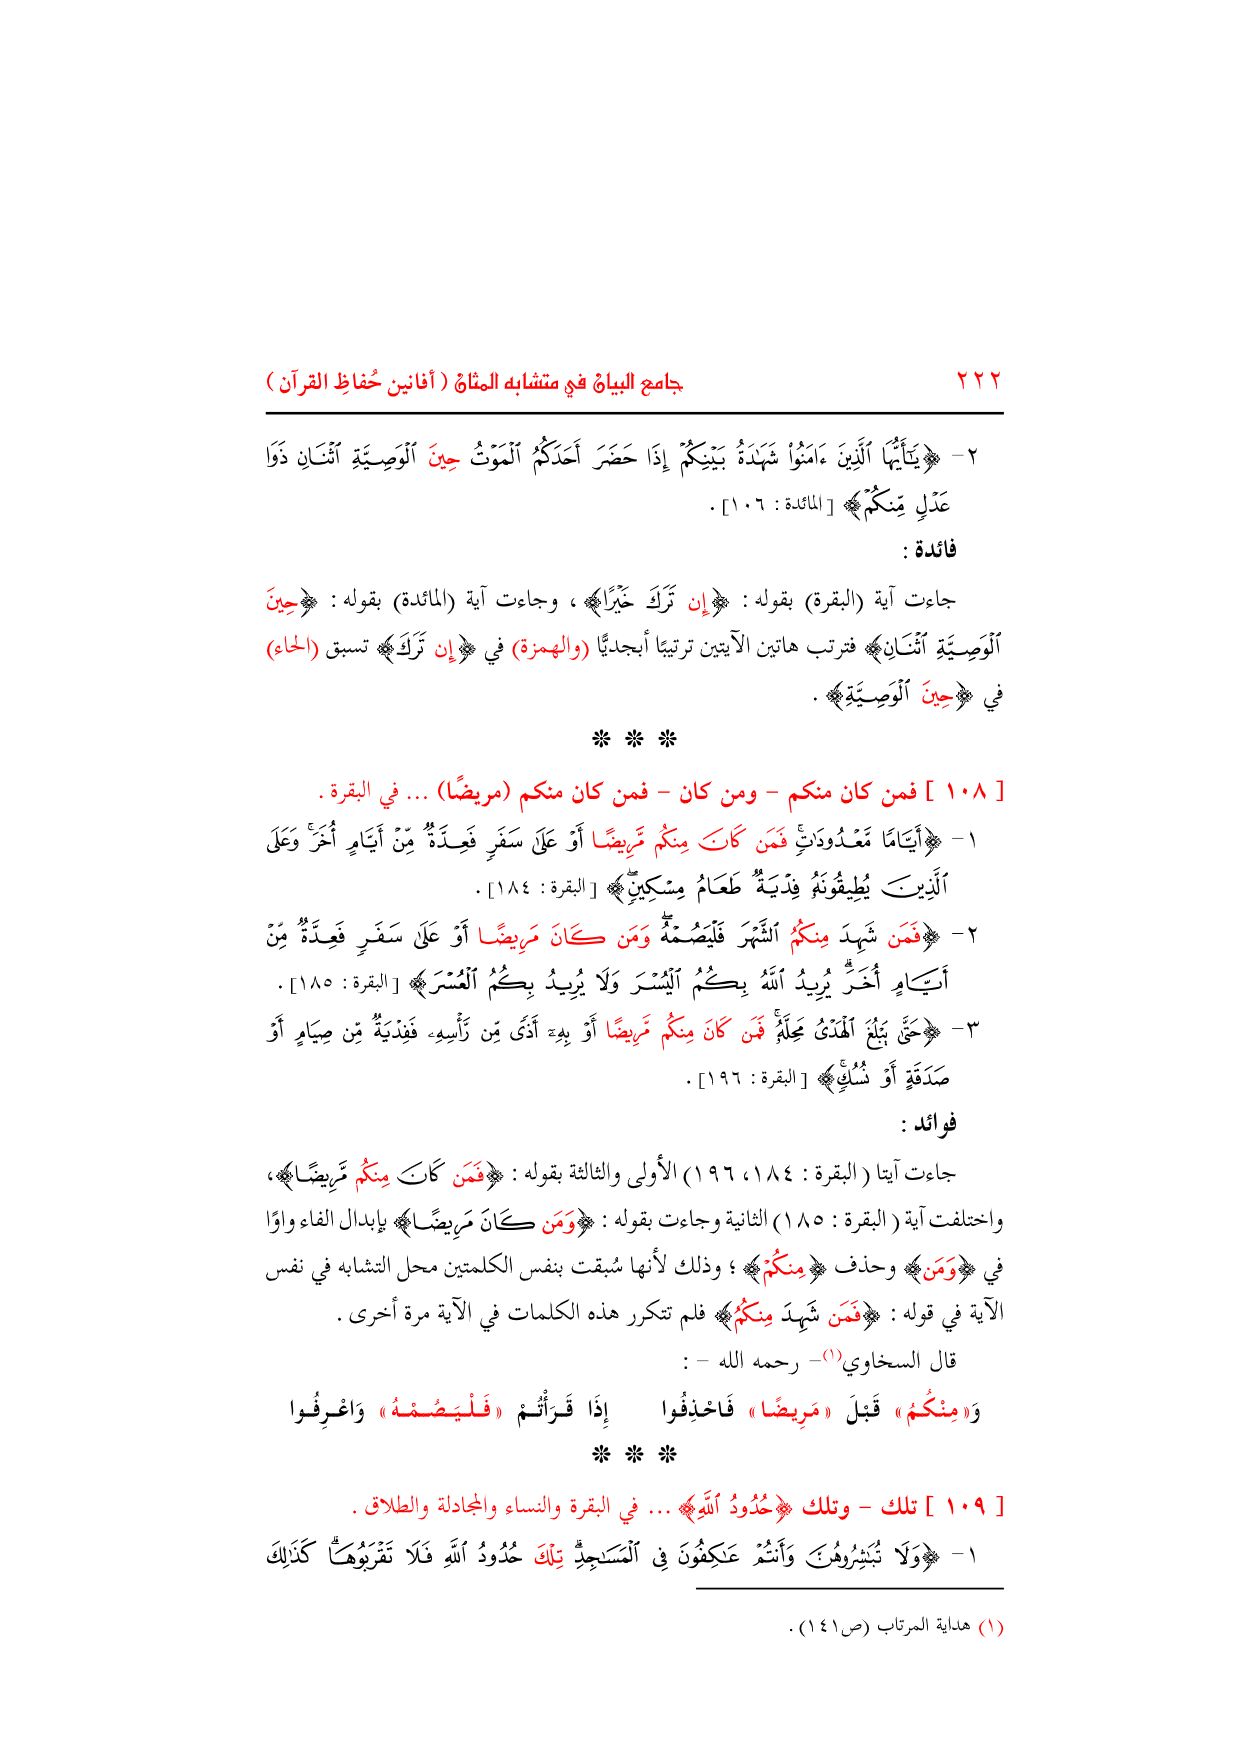 ٢٢٢ جامع البيان في متشابه المثان ( أفانين حُفاظِ القرآن )
٢- ﴿يَٰٓأَيُّهَا ٱلَّذِينَ ءَامَنُوا۟ شَهَٰدَةُ بَيْنِكُمْ إِذَا حَضَرَ أَحَدَكُمُ ٱلْمَوْتُ حِينَ ٱلْوَصِيَّةِ ٱثْنَانِ ذَوَا
عَدْلٍ مِّنكُمْ﴾ [المائدة : ١٠٦] .
فائدة :
جاءت آية (البقرة) بقوله : ﴿إِن تَرَكَ خَيْرًا﴾ ، وجاءت آية (المائدة) بقوله : ﴿حِينَ
ٱلْوَصِيَّةِ ٱثْنَانِ﴾ فترتب هاتين الآيتين ترتيبًا أبجديًّا (والهمزة) في ﴿إِن تَرَكَ﴾ تسبق (الحاء)
في ﴿حِينَ ٱلْوَصِيَّةِ﴾ .
* * *
[ ١٠٨ ] فمن كان منكم – ومن كان – فمن كان منكم (مريضًا) ... في البقرة .
١- ﴿أَيَّامًا مَّعْدُودَٰتٍۚ فَمَن كَانَ مِنكُم مَّرِيضًا أَوْ عَلَىٰ سَفَرٍ فَعِدَّةٌ مِّنْ أَيَّامٍ أُخَرَۚ وَعَلَى
ٱلَّذِينَ يُطِيقُونَهُۥ فِدْيَةٌ طَعَامُ مِسْكِينٍۖ﴾ [البقرة : ١٨٤] .
٢- ﴿فَمَن شَهِدَ مِنكُمُ ٱلشَّهْرَ فَلْيَصُمْهُۖ وَمَن كَانَ مَرِيضًا أَوْ عَلَىٰ سَفَرٍ فَعِدَّةٌ مِّنْ
أَيَّامٍ أُخَرَۗ يُرِيدُ ٱللَّهُ بِكُمُ ٱلْيُسْرَ وَلَا يُرِيدُ بِكُمُ ٱلْعُسْرَ﴾ [البقرة : ١٨٥] .
٣- ﴿حَتَّىٰ يَبْلُغَ ٱلْهَدْىُ مَحِلَّهُۥۚ فَمَن كَانَ مِنكُم مَّرِيضًا أَوْ بِهِۦٓ أَذًى مِّن رَّأْسِهِۦ فَفِدْيَةٌ مِّن صِيَامٍ أَوْ
صَدَقَةٍ أَوْ نُسُكٍۚ﴾ [البقرة : ١٩٦] .
فوائد :
جاءت آيتا ( البقرة : ١٨٤، ١٩٦) الأولى والثالثة بقوله : ﴿فَمَن كَانَ مِنكُم مَّرِيضًا﴾،
واختلفت آية ( البقرة : ١٨٥) الثانية وجاءت بقوله : ﴿وَمَن كَانَ مَرِيضًا﴾ بإبدال الفاء واوًا
في ﴿وَمَن﴾ وحذف ﴿مِنكُمْ﴾ ؛ وذلك لأنها سُبقت بنفس الكلمتين محل التشابه في نفس
الآية في قوله : ﴿فَمَن شَهِدَ مِنكُمُ﴾ فلم تتكرر هذه الكلمات في الآية مرة أخرى .
قال السخاوي(١)– رحمه الله – :
وَ«مِنْكُمُ» قَبْلَ «مَرِيضًا» فَاحْذِفُوا إِذَا قَرَأْتُمْ «فَلْيَصُمْهُ» وَاعْرِفُوا
* * *
[ ١٠٩ ] تلك – وتلك ﴿حُدُودُ ٱللَّهِ﴾ ... في البقرة والنساء والمجادلة والطلاق .
١- ﴿وَلَا تُبَٰشِرُوهُنَّ وَأَنتُمْ عَٰكِفُونَ فِى ٱلْمَسَٰجِدِۗ تِلْكَ حُدُودُ ٱللَّهِ فَلَا تَقْرَبُوهَاۗ كَذَٰلِكَ
(١) هداية المرتاب (ص١٤١) .